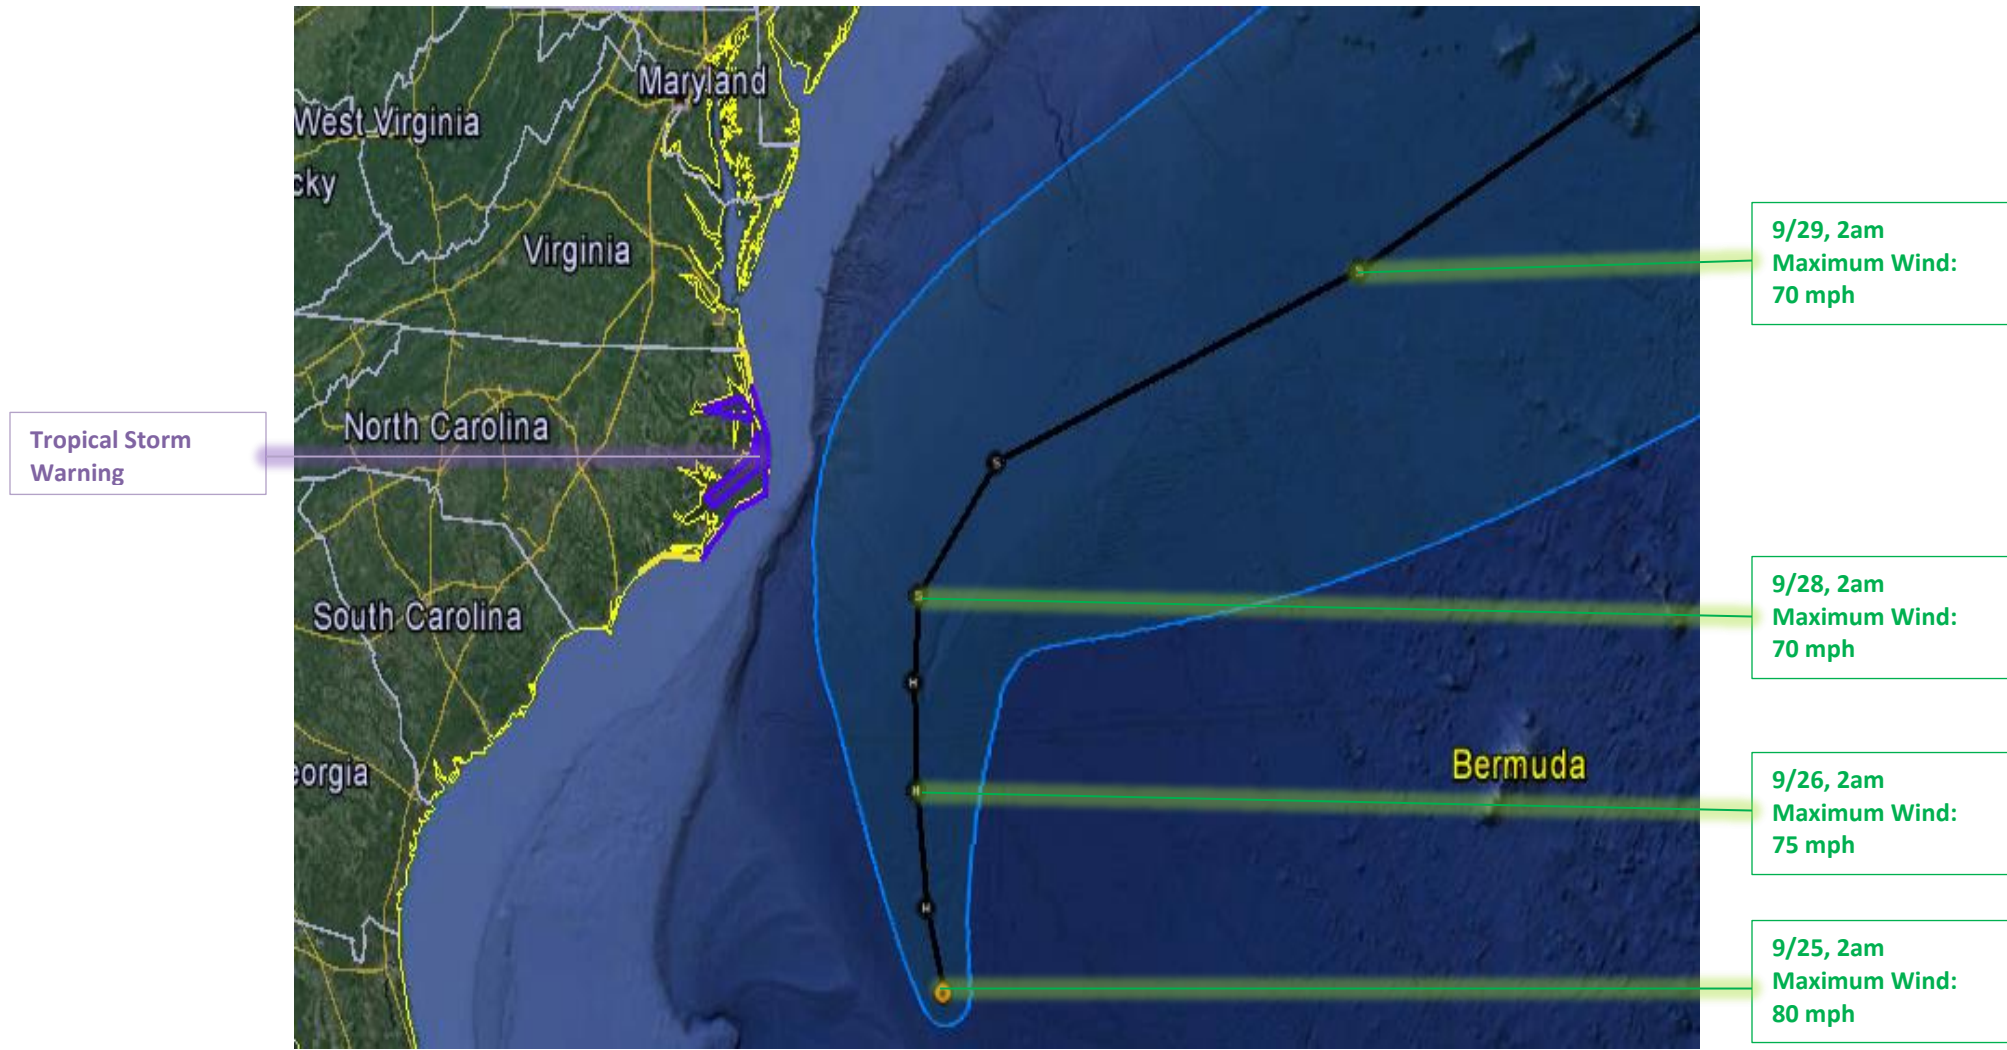 Maryland
West Virginia
cky
Virginia
9/29, 2am
Maximum Wind:
70 mph
S
North Carolina
Tropical Storm
Warning
S
9/28, 2am
Maximum Wind:
70 mph
S
South Carolina
H
Bermuda
eorgia
9/26, 2am
Maximum Wind:
75 mph
H
H
9/25, 2am
Maximum Wind:
80 mph